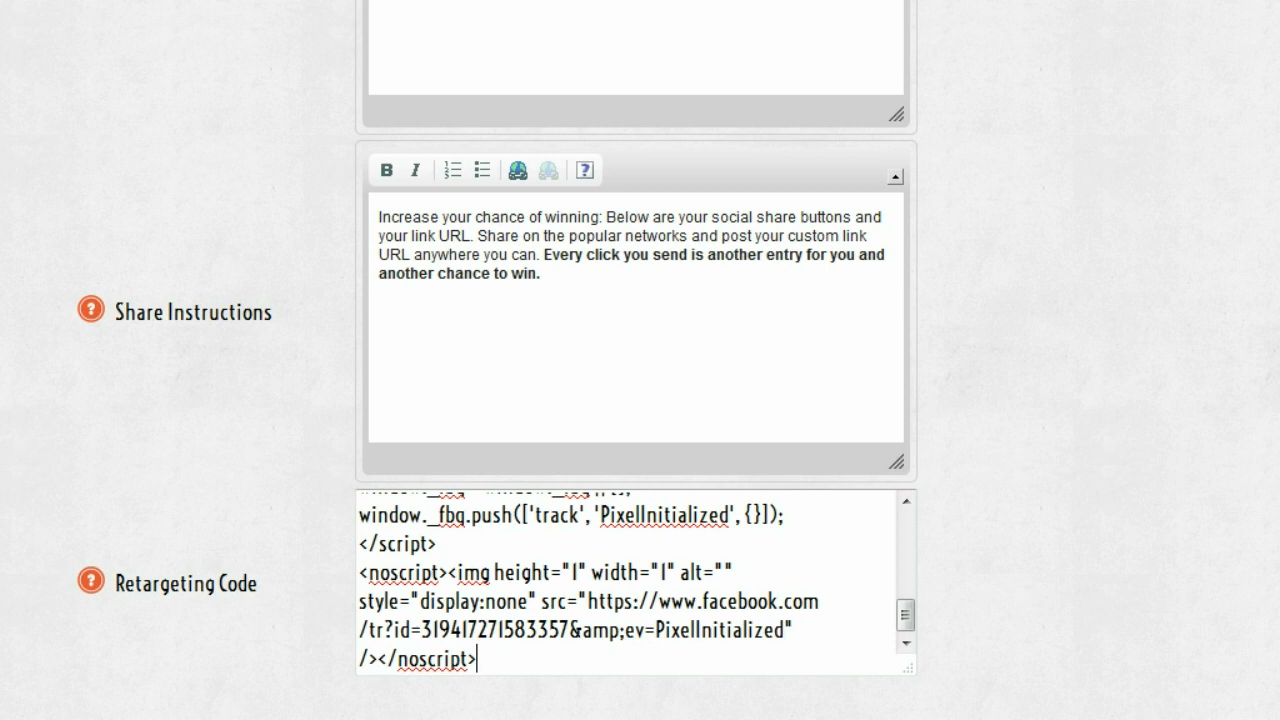 B I
Increase your chance of winning: Below are your social share buttons and
your link URL. Share on the popular networks and post your custom link
URL anywhere you can. Every click you send is another entry for you and
another chance to win.
Share Instructions
window._fbq.push(['track', 'PixelInitialized', {}]);
</script>
<noscript><img height="1" width="1" alt=""
style="display:none" src="https://www.facebook.com
/tr?id=319417271583357&amp;ev=PixelInitialized"
/></noscript>
Retargeting Code